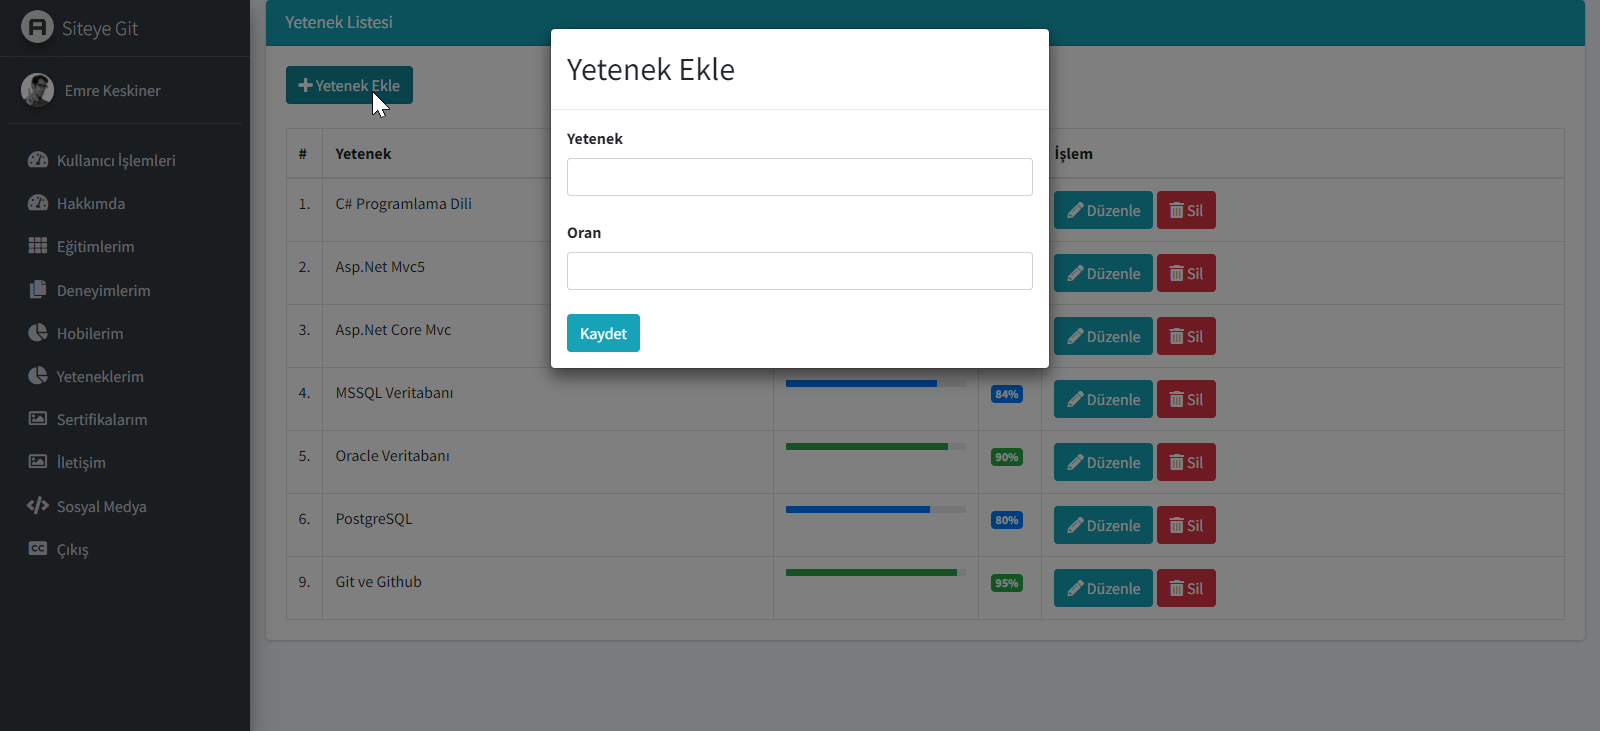 Siteye Git
Emre Keskiner
Kullanıcı İşlemleri
Hakkımda
Eğitimlerim
Deneyimlerim
Hobilerim
Yeteneklerim
Sertifikalarım
İletişim
Sosyal Medya
Çıkış
Yetenek Listesi
Yetenek Ekle
# Yetenek İşlem
1. C# Programlama Dili Düzenle Sil
2. Asp.Net Mvc5 Düzenle Sil
3. Asp.Net Core Mvc Düzenle Sil
4. MSSQL Veritabanı 84% Düzenle Sil
5. Oracle Veritabanı 90% Düzenle Sil
6. PostgreSQL 80% Düzenle Sil
9. Git ve Github 95% Düzenle Sil
Yetenek Ekle
Yetenek
Oran
Kaydet